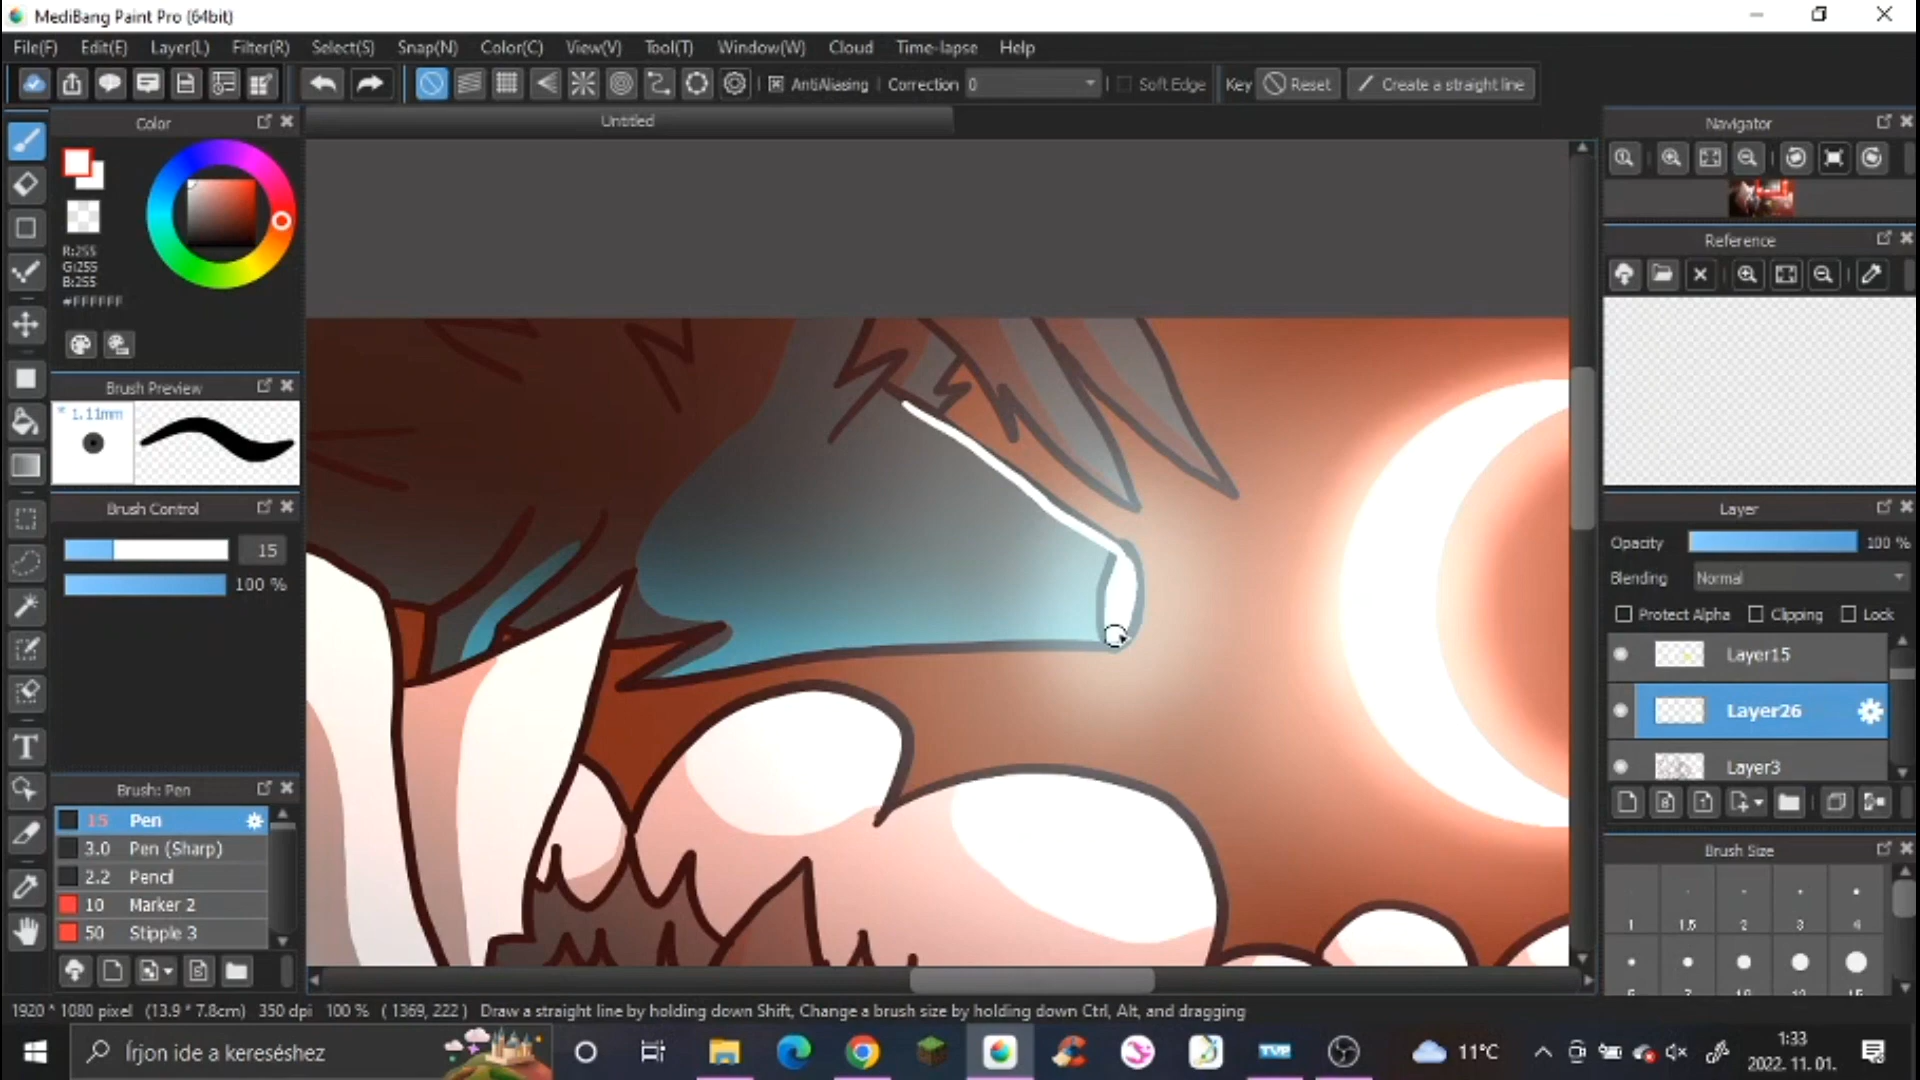 MediBang Paint Pro (64bit)
File(F) Edit(E) Layer(L) Filter(R) Select(S) Snap(N) Color(C) View(V) Tool(T) Window(W) Cloud Time-lapse Help
AntiAliasing Correction 0 Soft Edge Key Reset Create a straight line
Color
Untitled
Navigator
R:255
G:255
B:255
#FFFFFF
Reference
Brush Preview
* 1.11mm
Brush Control
15
100 %
Layer
Opacity 100 %
Blending Normal
Protect Alpha Clipping Lock
Layer15
Layer26
Layer3
Brush: Pen
15 Pen
3.0 Pen (Sharp)
2.2 Pencil
10 Marker 2
50 Stipple 3
Brush Size
1 1.5 2 3 4
1920 * 1080 pixel (13.9 * 7.8cm) 350 dpi 100 % ( 1369, 222 ) Draw a straight line by holding down Shift, Change a brush size by holding down Ctrl, Alt, and dragging
Írjon ide a kereséshez
TVP
11°C
1:33
2022. 11. 01.